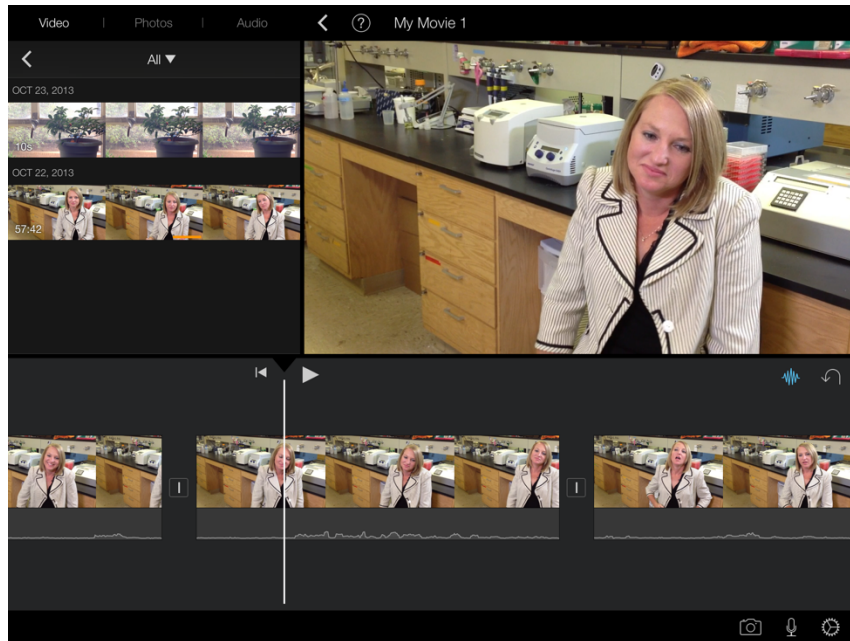 Video | Photos | Audio
My Movie 1
All ▼
OCT 23, 2013
10s
OCT 22, 2013
57:42